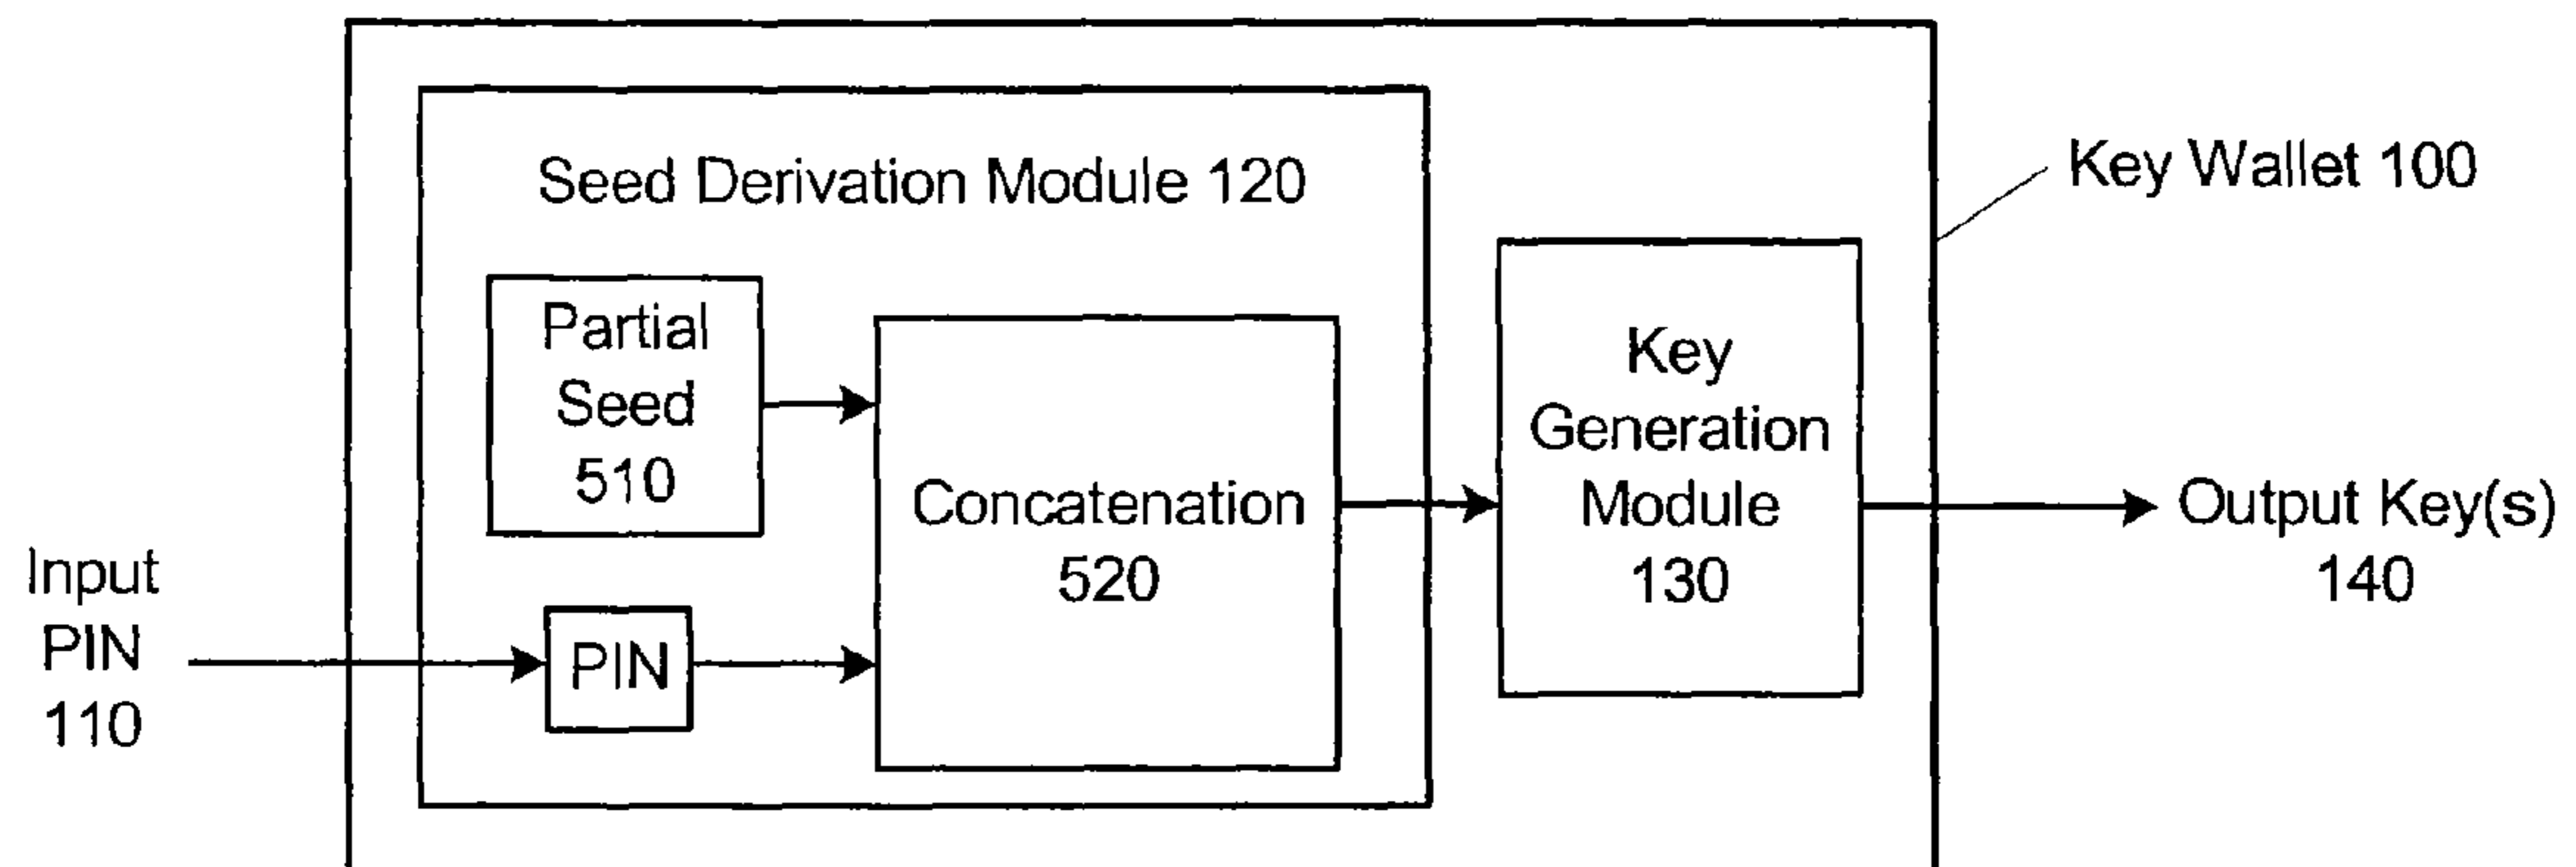 Seed Derivation Module 120
Key Wallet 100
Partial
Seed
510
Key
Generation
Module
130
Concatenation
520
Output Key(s)
140
Input
PIN
110
PIN